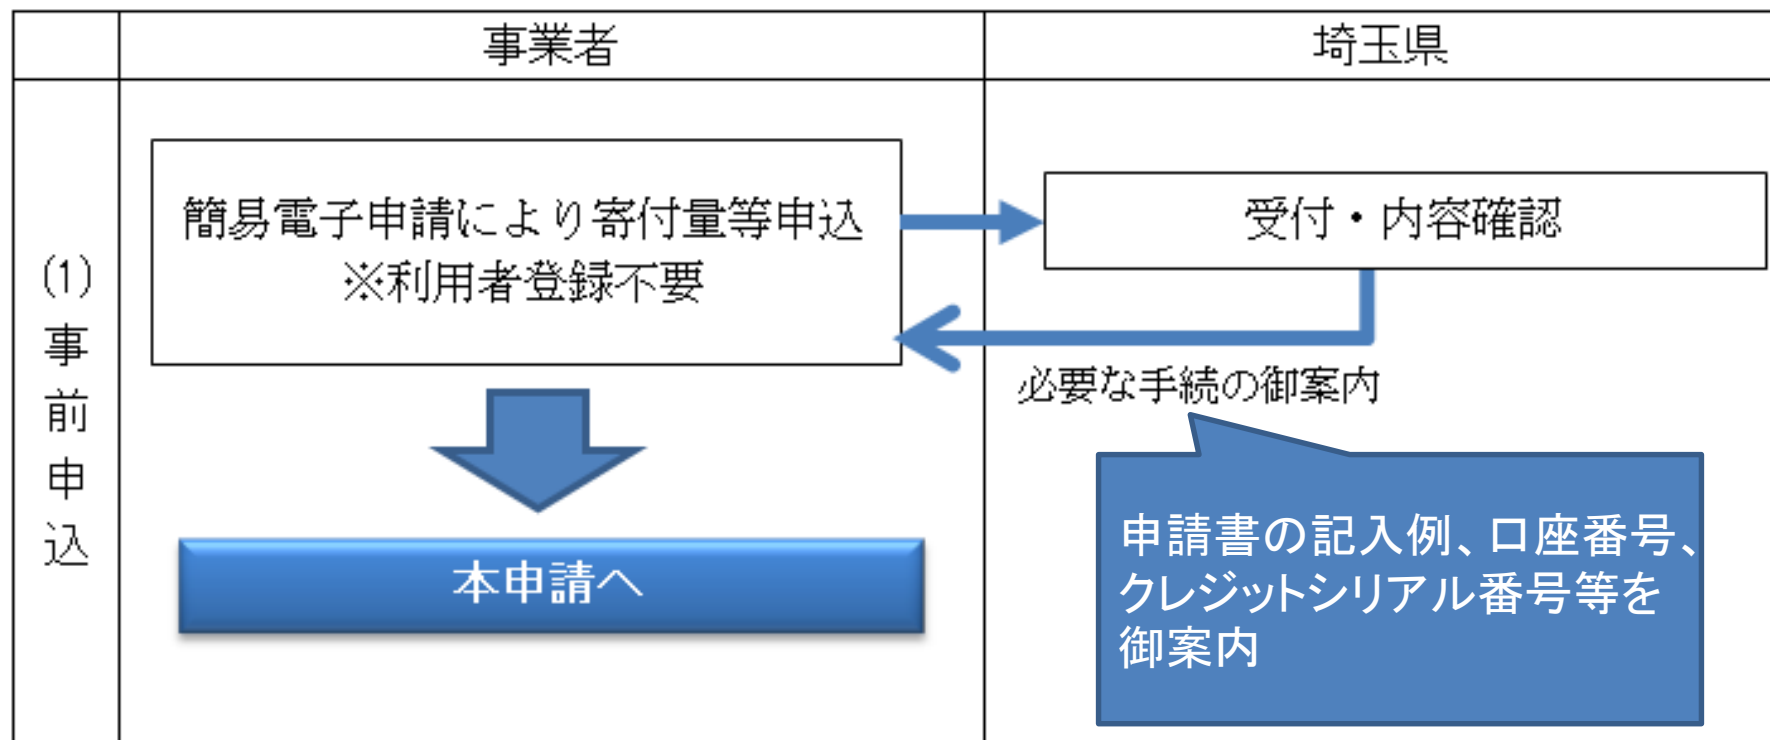 事業者
埼玉県
(1)
事
前
申
込
簡易電子申請により寄付量等申込
※利用者登録不要
受付・内容確認
必要な手続の御案内
申請書の記入例、口座番号、
クレジットシリアル番号等を
御案内
本申請へ